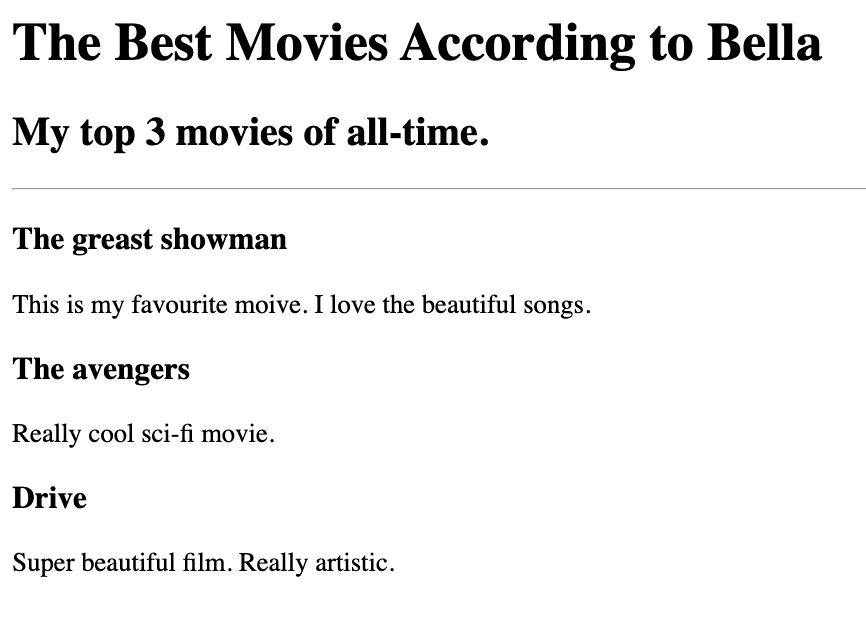 The Best Movies According to Bella
My top 3 movies of all-time.
The greast showman
This is my favourite moive. I love the beautiful songs.
The avengers
Really cool sci-fi movie.
Drive
Super beautiful film. Really artistic.